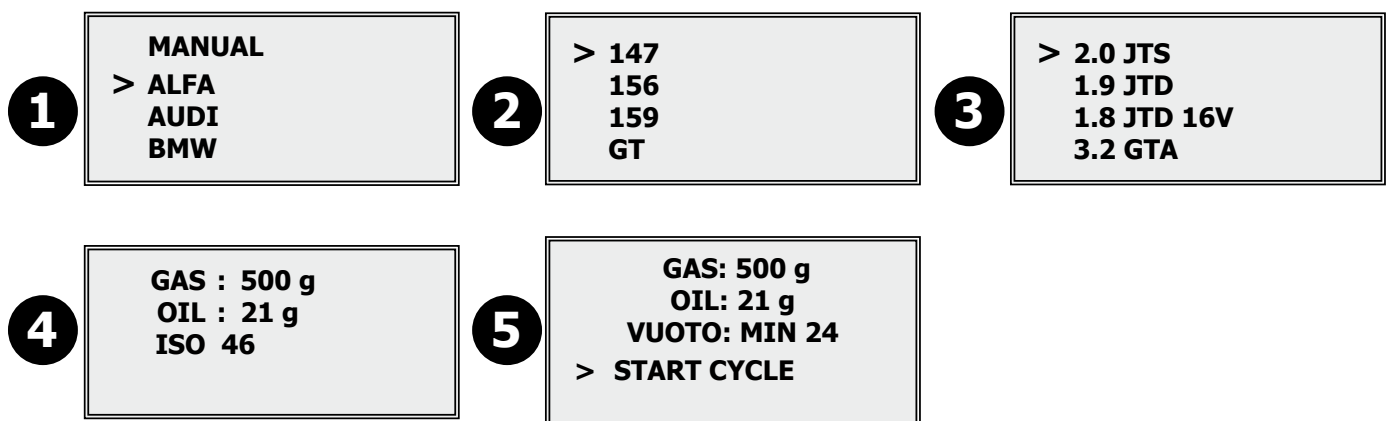 1
MANUAL
> ALFA
AUDI
BMW
2
> 147
156
159
GT
3
> 2.0 JTS
1.9 JTD
1.8 JTD 16V
3.2 GTA
4
GAS : 500 g
OIL : 21 g
ISO 46
5
GAS: 500 g
OIL: 21 g
VUOTO: MIN 24
> START CYCLE